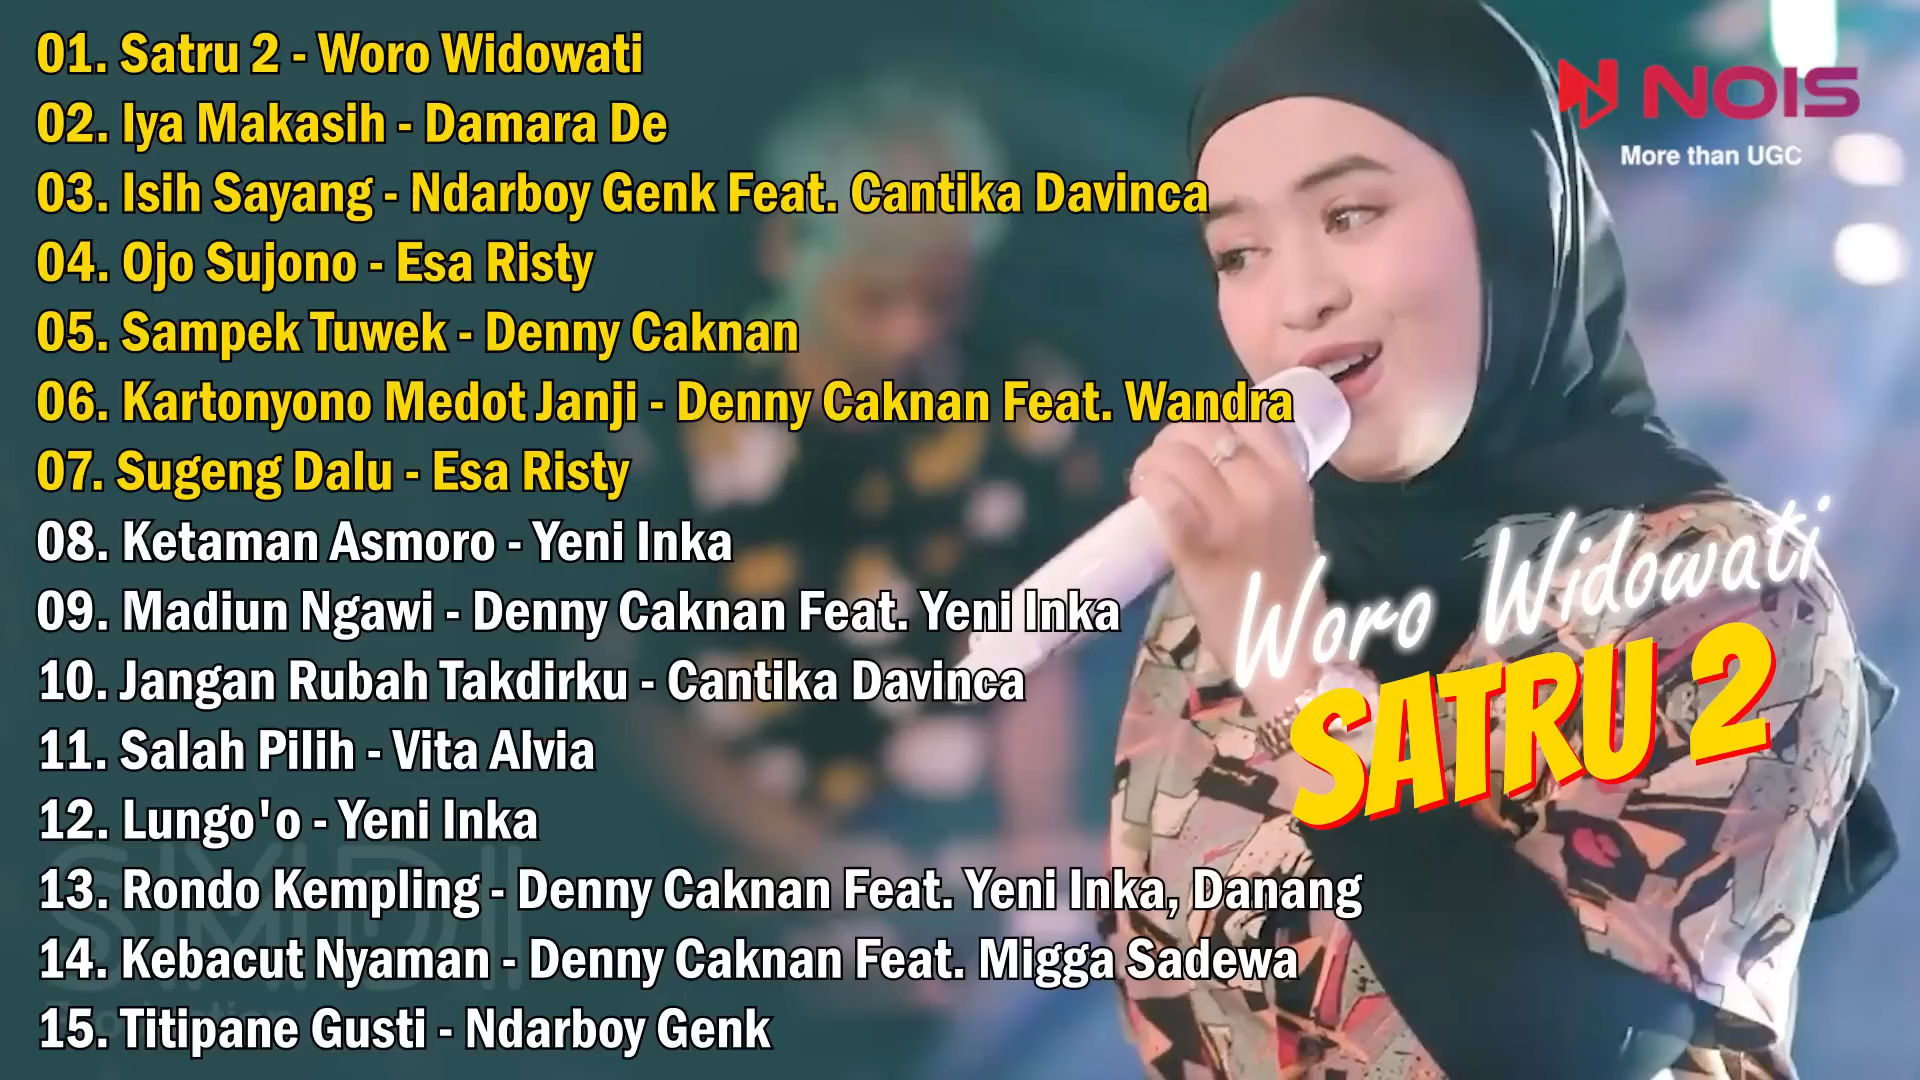 01. Satru 2 - Woro Widowati
02. Iya Makasih - Damara De
03. Isih Sayang - Ndarboy Genk Feat. Cantika Davinca
04. Ojo Sujono - Esa Risty
05. Sampek Tuwek - Denny Caknan
06. Kartonyono Medot Janji - Denny Caknan Feat. Wandra
07. Sugeng Dalu - Esa Risty
08. Ketaman Asmoro - Yeni Inka
09. Madiun Ngawi - Denny Caknan Feat. Yeni Inka
10. Jangan Rubah Takdirku - Cantika Davinca
11. Salah Pilih - Vita Alvia
12. Lungo'o - Yeni Inka
13. Rondo Kempling - Denny Caknan Feat. Yeni Inka, Danang
14. Kebacut Nyaman - Denny Caknan Feat. Migga Sadewa
15. Titipane Gusti - Ndarboy Genk
NOIS
More than UGC
Woro Widowati
SATRU 2